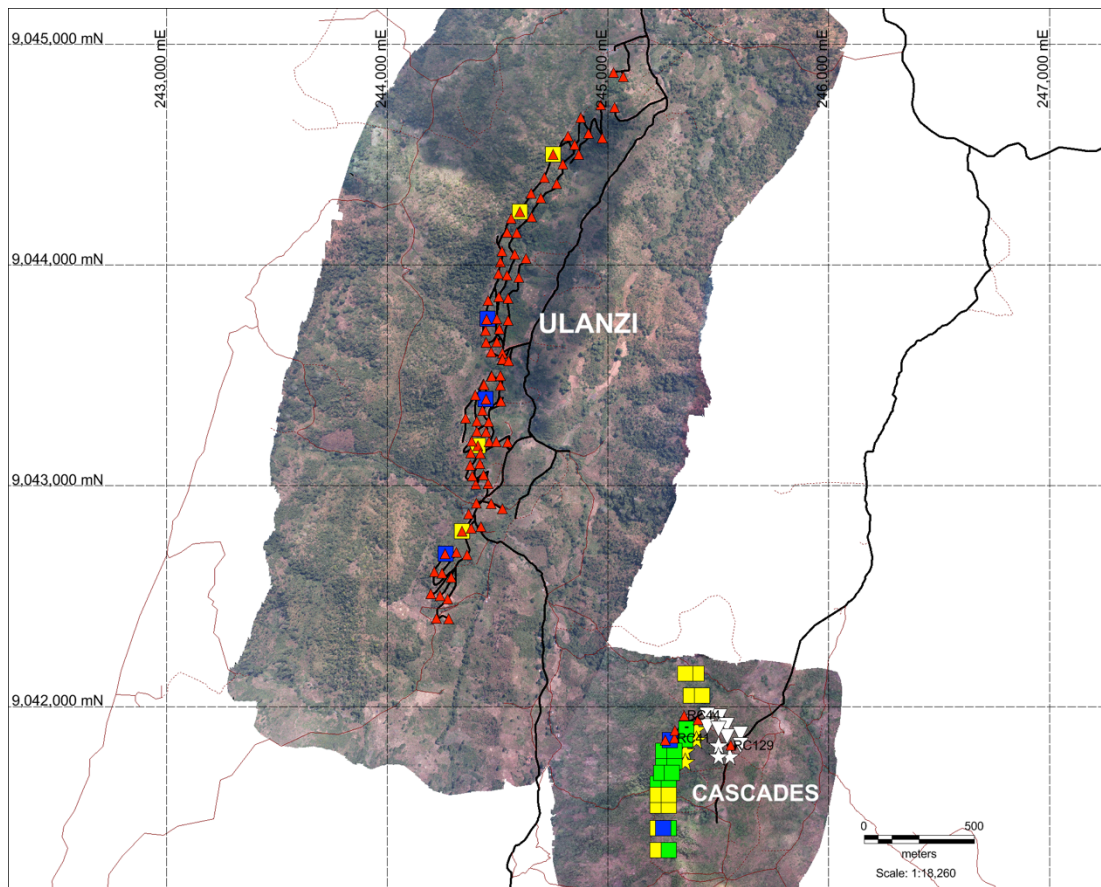 9,045,000 mN
243,000 mE
244,000 mE
245,000 mE
246,000 mE
247,000 mE
9,044,000 mN
ULANZI
9,043,000 mN
9,042,000 mN
RC44
RC41
RC129
CASCADES
0 500
meters
Scale: 1:18,260